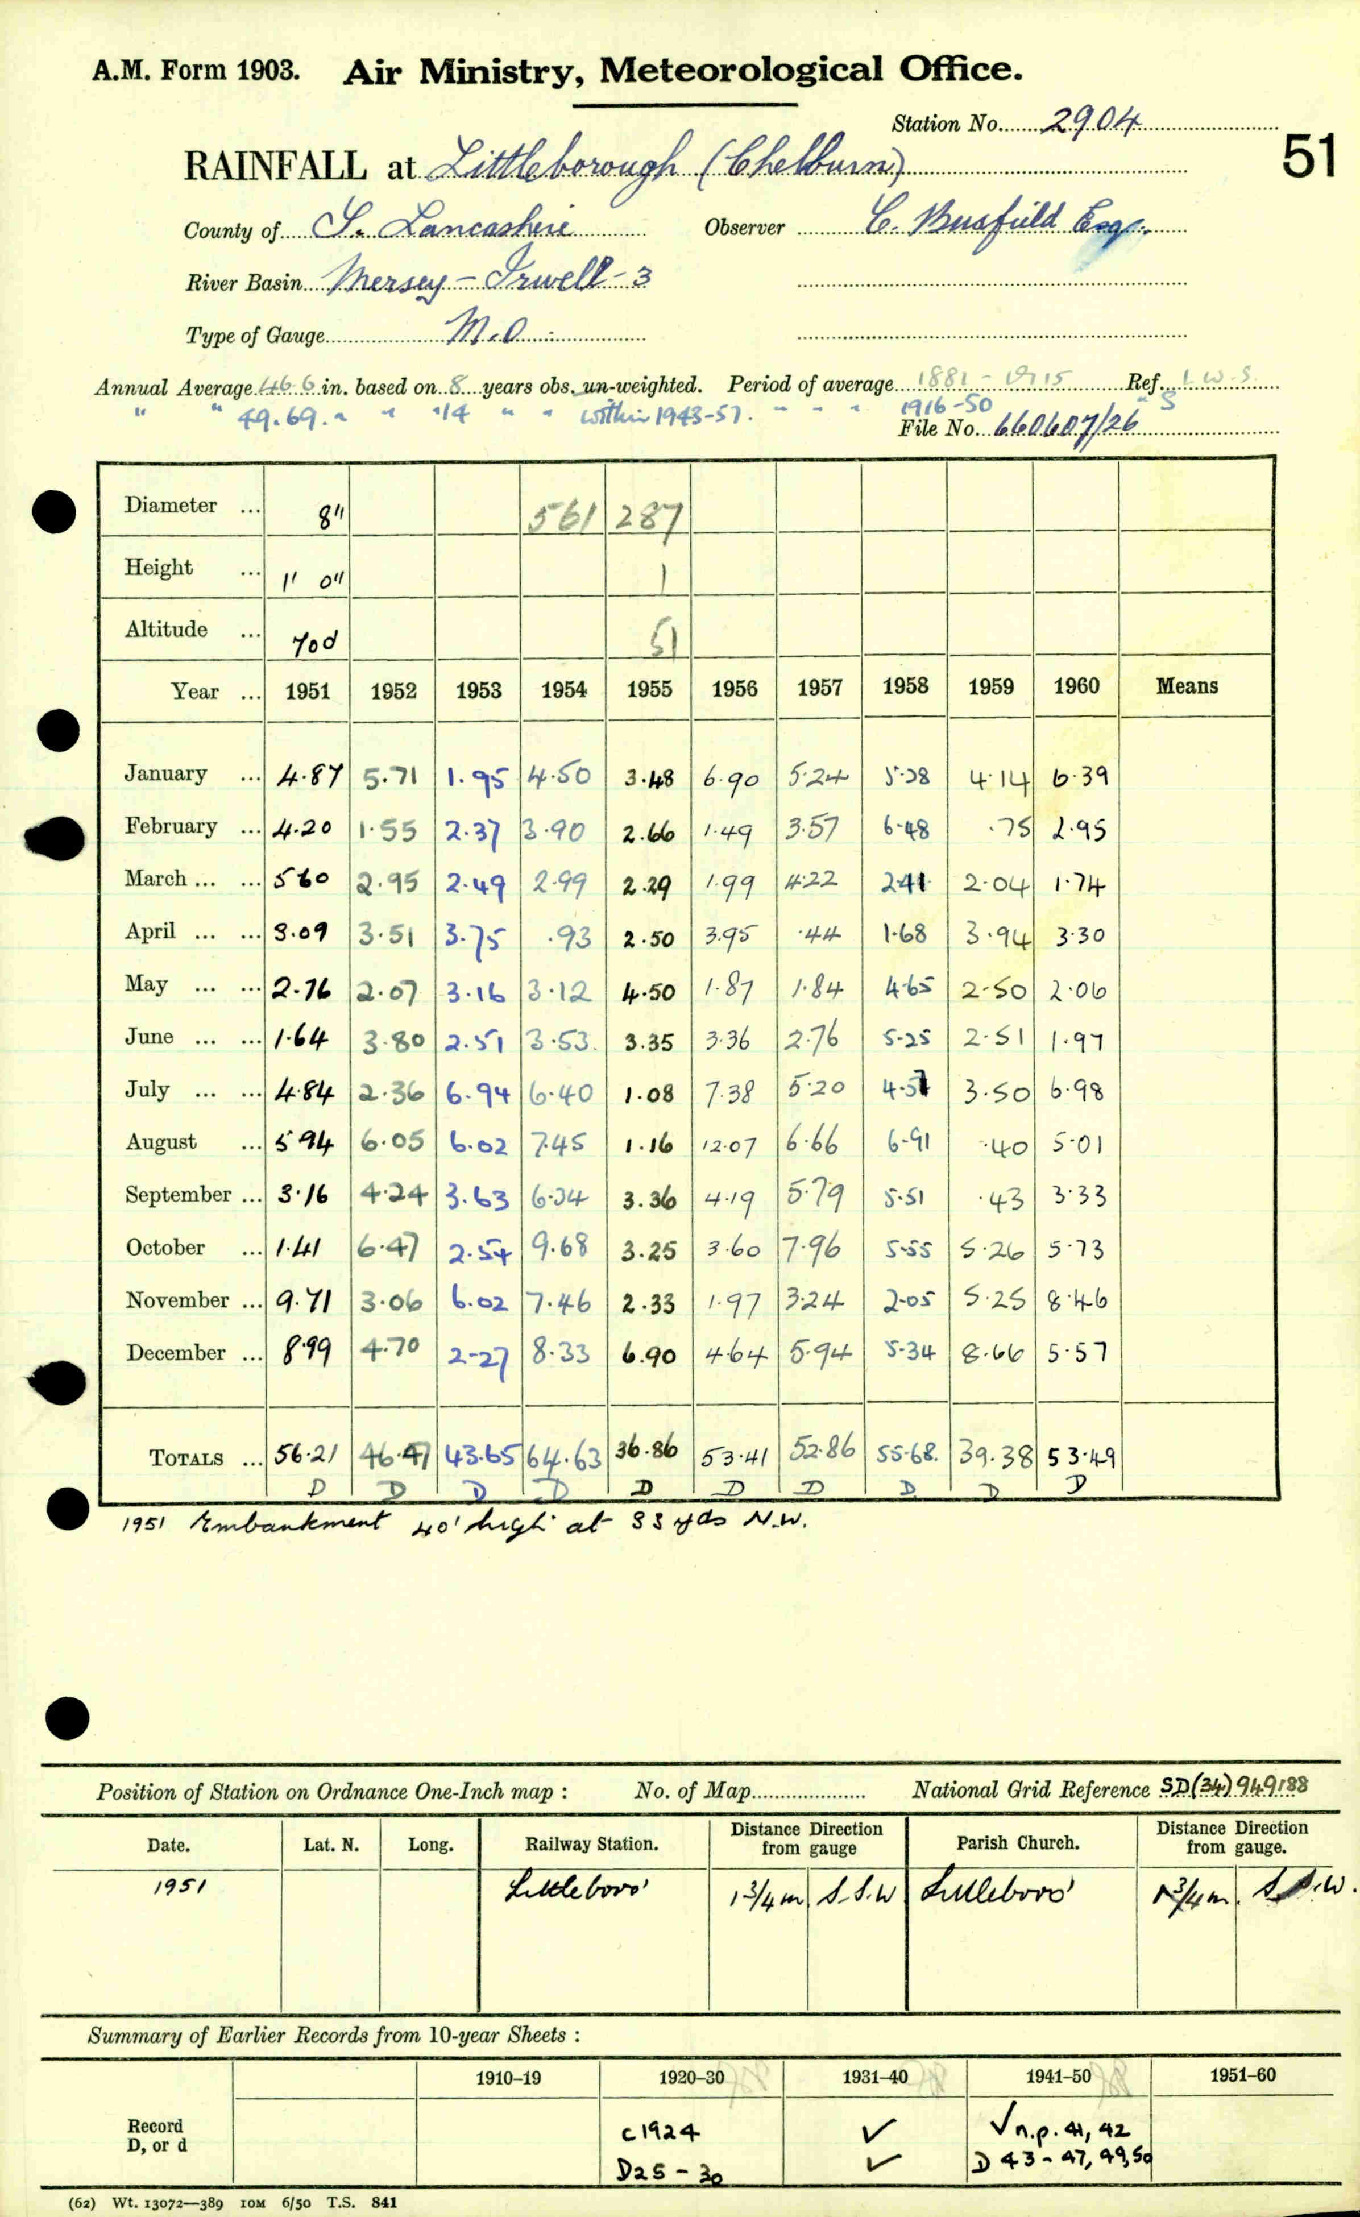 A.M. Form 1903. Air Ministry, Meteorological Office.
Station No. 2904
51
RAINFALL at Littleborough (Chelburn)
County of S. Lancashire Observer C. Busfield Esq.
River Basin Mersey - Irwell - 3
Type of Gauge M.O.
Annual Average 46.6 in. based on 8 years obs. un-weighted. Period of average 1881-1915 Ref. I.W.S.
" " 49.69. " " 14 " " within 1943-57. " " " 1916-50 " S
File No. 660607/26
Diameter ... 8" 561 287
Height ... 1' 0" 1
Altitude ... 700 51
Year ... 1951 1952 1953 1954 1955 1956 1957 1958 1959 1960 Means
January ... 4.87 5.71 1.95 4.50 3.48 6.90 5.24 5.28 4.14 6.39
February ... 4.20 1.55 2.37 3.90 2.66 1.49 3.57 6.48 .75 2.95
March ... ... 5.60 2.95 2.49 2.99 2.29 1.99 4.22 2.41 2.04 1.74
April ... ... 3.09 3.51 3.75 .93 2.50 3.95 .44 1.68 3.94 3.30
May ... ... 2.76 2.07 3.16 3.12 4.50 1.87 1.84 4.65 2.50 2.06
June ... ... 1.64 3.80 2.51 3.53 3.35 3.36 2.76 5.25 2.51 1.97
July ... ... 4.84 2.36 6.94 6.40 1.08 7.38 5.20 4.57 3.50 6.98
August ... 5.94 6.05 6.02 7.45 1.16 12.07 6.66 6.91 .40 5.01
September ... 3.16 4.24 3.63 6.34 3.36 4.19 5.79 5.51 .43 3.33
October ... 1.41 6.47 2.54 9.68 3.25 3.60 7.96 5.55 5.26 5.73
November ... 9.71 3.06 6.02 7.46 2.33 1.97 3.24 2.05 5.25 8.46
December ... 8.99 4.70 2.27 8.33 6.90 4.64 5.94 5.34 8.66 5.57
TOTALS ... 56.21 46.47 43.65 64.63 36.86 53.41 52.86 55.68 39.38 53.49
D D D D D D D D D D
1951 Embankment 40' high at 33 yds N.W.
Position of Station on Ordnance One-Inch map : No. of Map National Grid Reference SD(34)949188
Date. Lat. N. Long. Railway Station. Distance Direction from gauge Parish Church. Distance Direction from gauge.
1951 Littleboro' 1 3/4 m S.S.W Littleboro' 1 3/4 m. S.S.W.
Summary of Earlier Records from 10-year Sheets :
1910-19 1920-30 1931-40 1941-50 1951-60
Record c1924 ✓ ✓ n.p. 41, 42
D, or d D25 - 30 ✓ D 43 - 47, 49, 50
(62) Wt. 13072—389 10M 6/50 T.S. 841